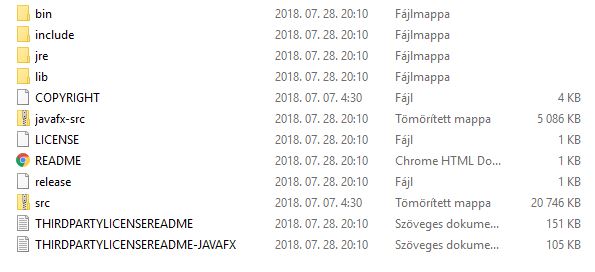 bin 2018. 07. 28. 20:10 Fájlmappa
include 2018. 07. 28. 20:10 Fájlmappa
jre 2018. 07. 28. 20:10 Fájlmappa
lib 2018. 07. 28. 20:10 Fájlmappa
COPYRIGHT 2018. 07. 07. 4:30 Fájl 4 KB
javafx-src 2018. 07. 28. 20:10 Tömörített mappa 5 086 KB
LICENSE 2018. 07. 28. 20:10 Fájl 1 KB
README 2018. 07. 28. 20:10 Chrome HTML Do... 1 KB
release 2018. 07. 28. 20:10 Fájl 1 KB
src 2018. 07. 07. 4:30 Tömörített mappa 20 746 KB
THIRDPARTYLICENSEREADME 2018. 07. 28. 20:10 Szöveges dokume... 151 KB
THIRDPARTYLICENSEREADME-JAVAFX 2018. 07. 28. 20:10 Szöveges dokume... 105 KB